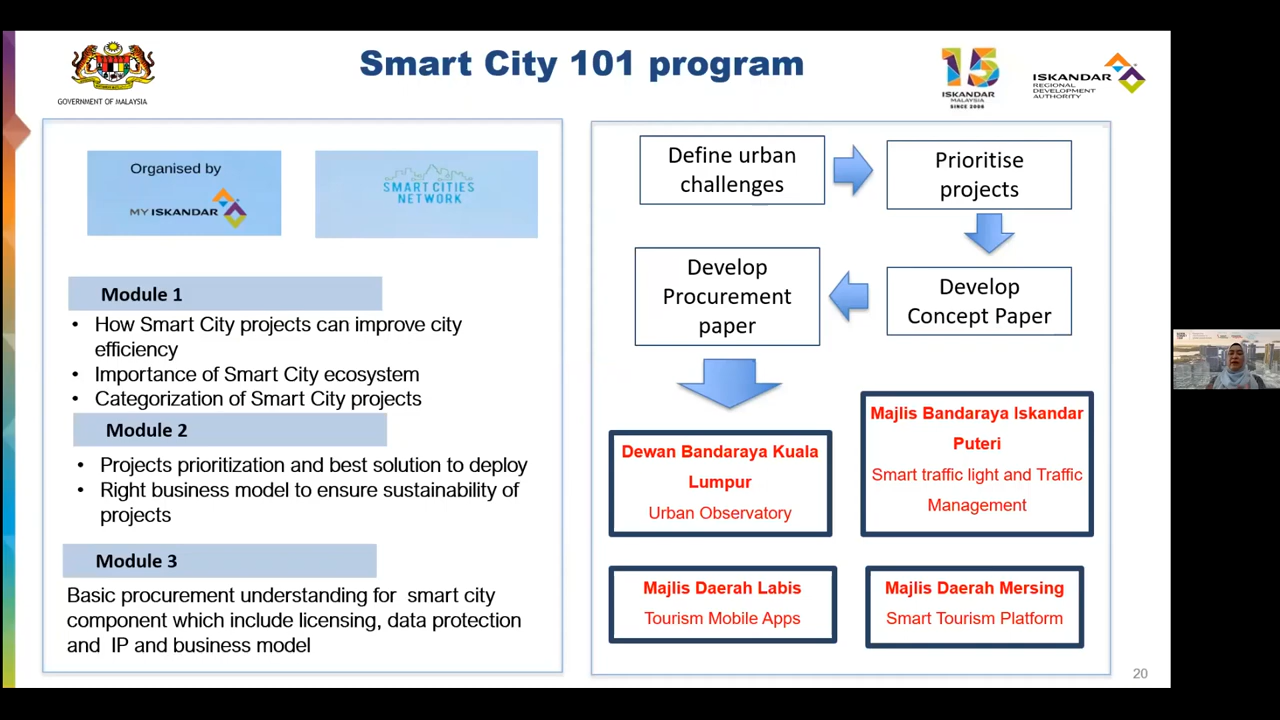 Smart City 101 program
GOVERNMENT OF MALAYSIA
15
ISKANDAR
MALAYSIA
SINCE 2006
ISKANDAR
REGIONAL
DEVELOPMENT
AUTHORITY
Organised by
MY ISKANDAR
SMART CITIES
NETWORK
Module 1
• How Smart City projects can improve city
efficiency
• Importance of Smart City ecosystem
• Categorization of Smart City projects
Module 2
• Projects prioritization and best solution to deploy
• Right business model to ensure sustainability of
projects
Module 3
Basic procurement understanding for smart city
component which include licensing, data protection
and IP and business model
Define urban
challenges
Prioritise
projects
Develop
Concept Paper
Develop
Procurement
paper
Dewan Bandaraya Kuala
Lumpur
Urban Observatory
Majlis Bandaraya Iskandar
Puteri
Smart traffic light and Traffic
Management
Majlis Daerah Labis
Tourism Mobile Apps
Majlis Daerah Mersing
Smart Tourism Platform
20